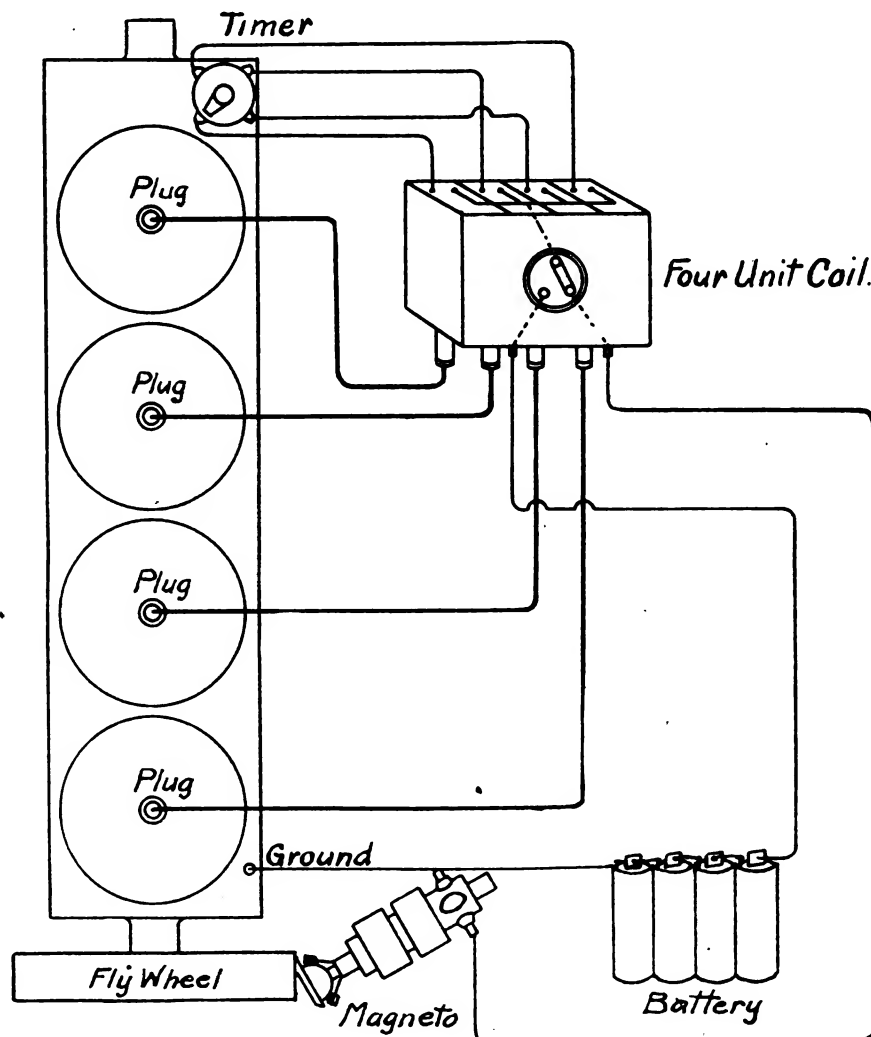 Timer
Plug
Four Unit Coil.
Plug
Plug
Plug
Ground
Fly Wheel
Magneto
Battery